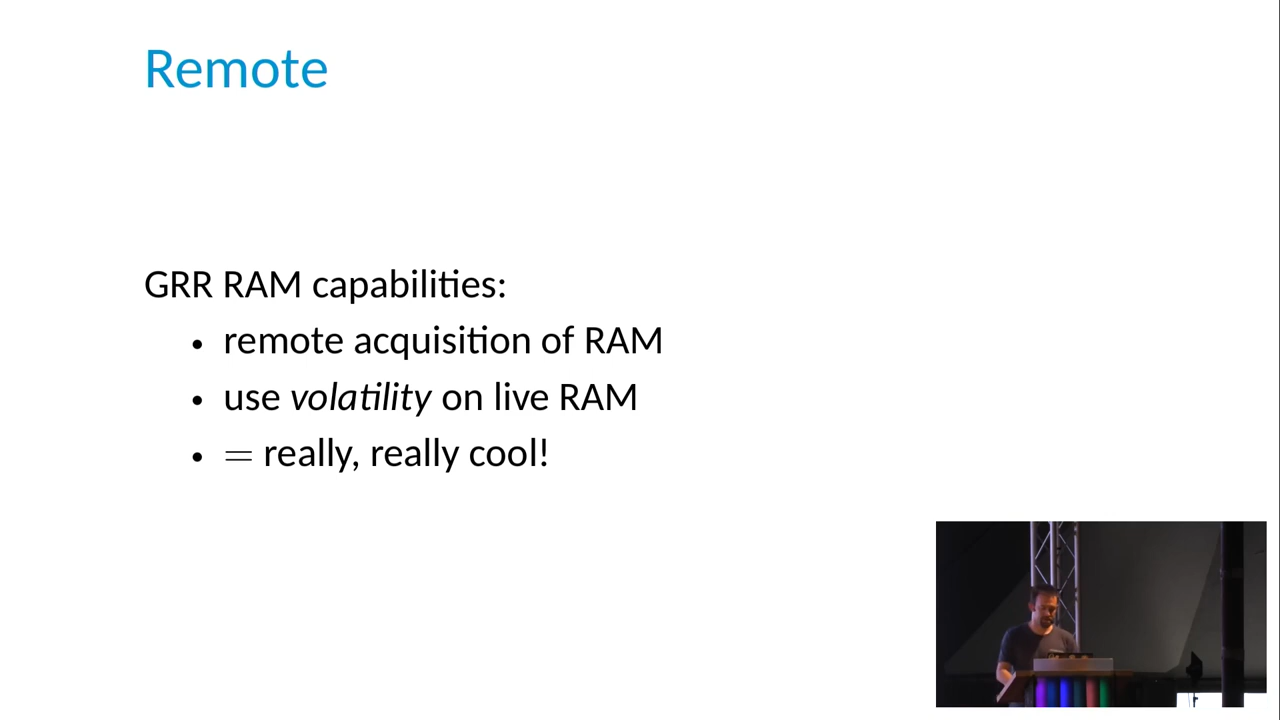 Remote
GRR RAM capabilities:
• remote acquisition of RAM
• use volatility on live RAM
• = really, really cool!